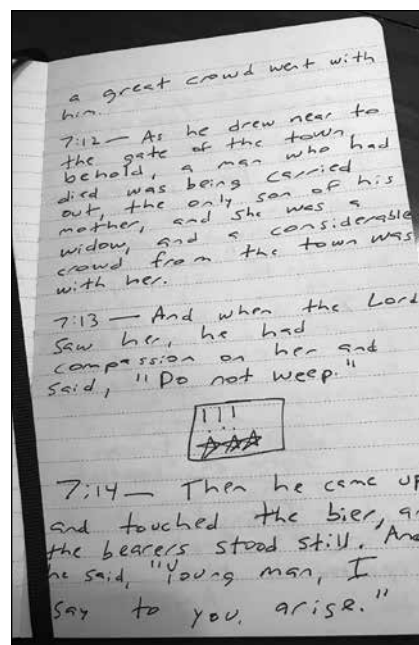 a great crowd went with
him.
7:12 — As he drew near to
the gate of the town,
behold, a man who had
died was being carried
out, the only son of his
mother, and she was a
widow, and a considerable
crowd from the town was
with her.
7:13 — And when the Lord
saw her, he had
compassion on her and
said, "Do not weep."
!!!
7:14 — Then he came up
and touched the bier, an
the bearers stood still. And
he said, "Young man, I
say to you, arise."